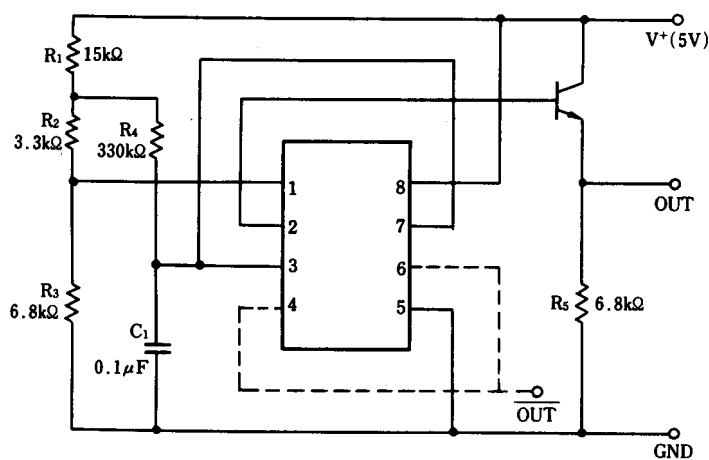 V⁺(5V)
R₁ 15kΩ
R₂
3.3kΩ
R₄
330kΩ
1
8
OUT
2
7
3
6
R₃
6.8kΩ
4
5
R₅ 6.8kΩ
C₁
0.1μF
OUT
GND